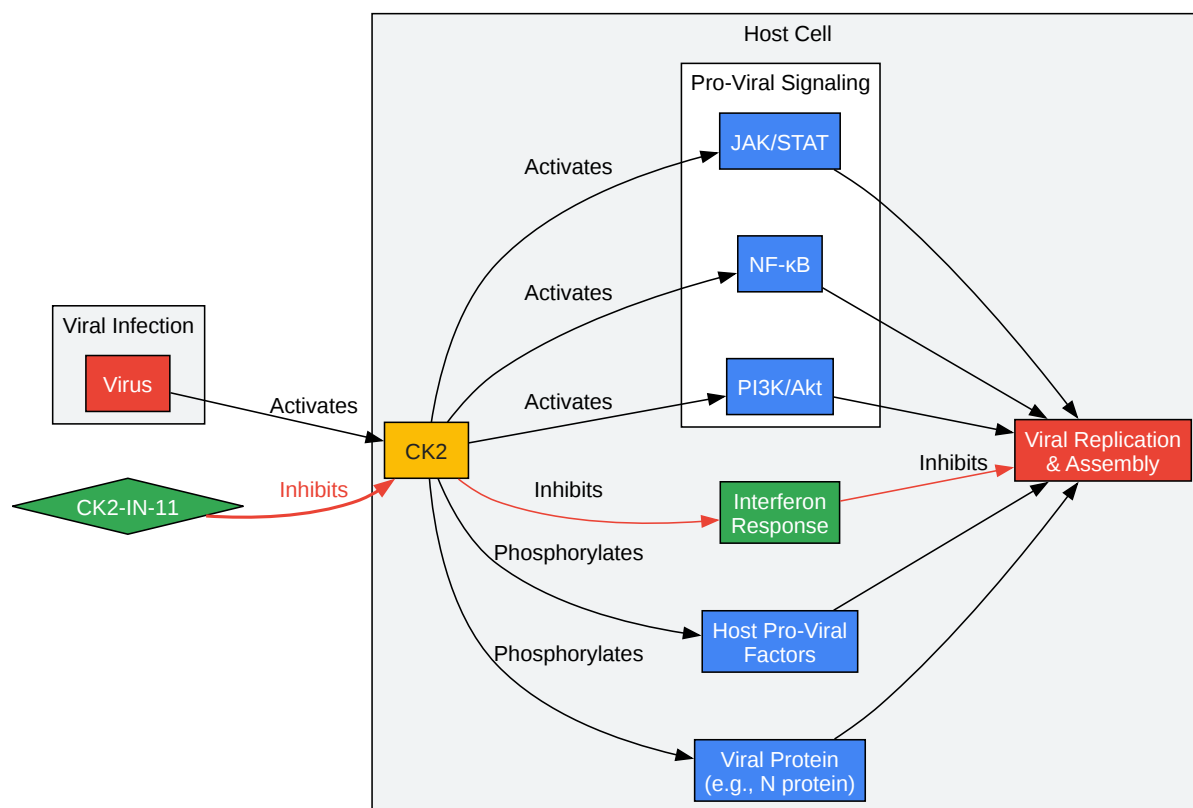 Host Cell
Pro-Viral Signaling
JAK/STAT
Activates
NF-κB
Activates
Viral Infection
Virus
Activates
PI3K/Akt
Activates
CK2
Viral Replication
& Assembly
CK2-IN-11
Inhibits
Inhibits
Interferon
Response
Inhibits
Phosphorylates
Host Pro-Viral
Factors
Phosphorylates
Viral Protein
(e.g., N protein)